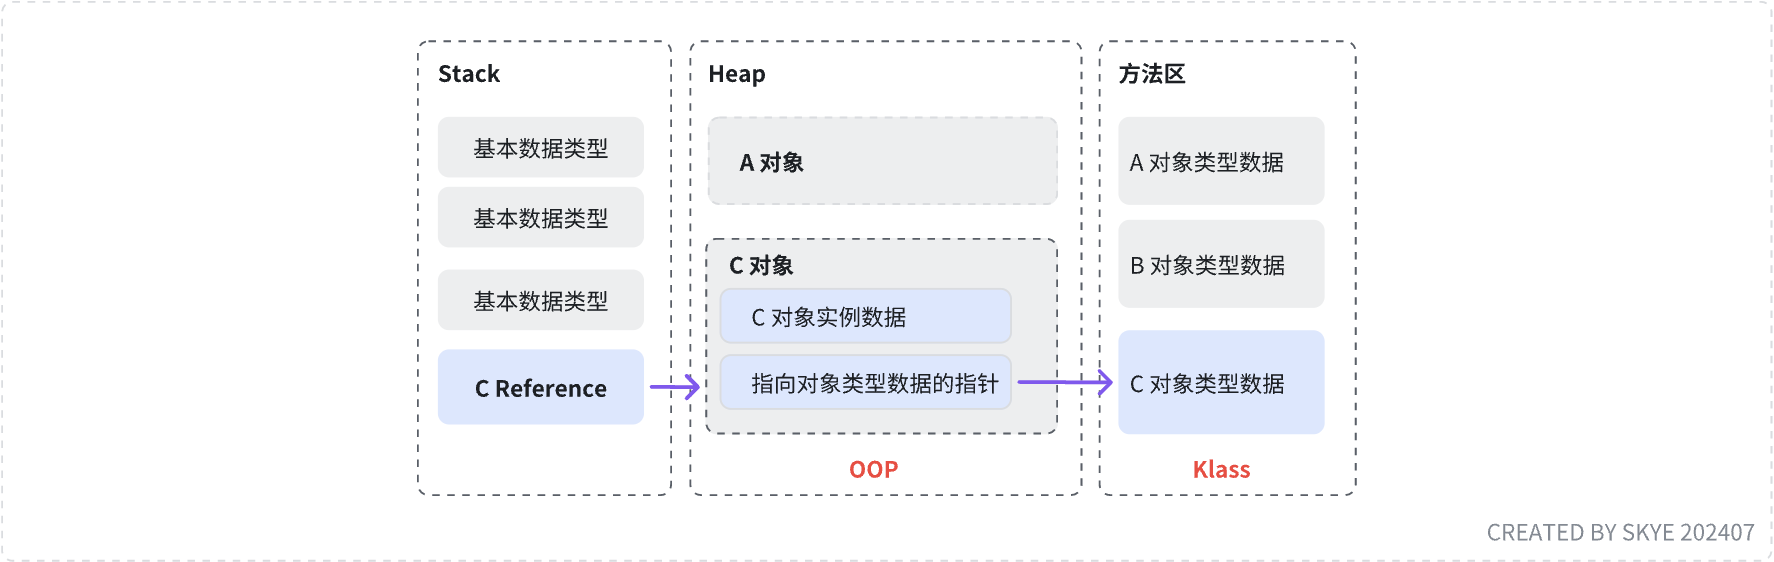 Stack
基本数据类型
基本数据类型
基本数据类型
C Reference
Heap
A 对象
C 对象
C 对象实例数据
指向对象类型数据的指针
OOP
方法区
A 对象类型数据
B 对象类型数据
C 对象类型数据
Klass
CREATED BY SKYE 202407